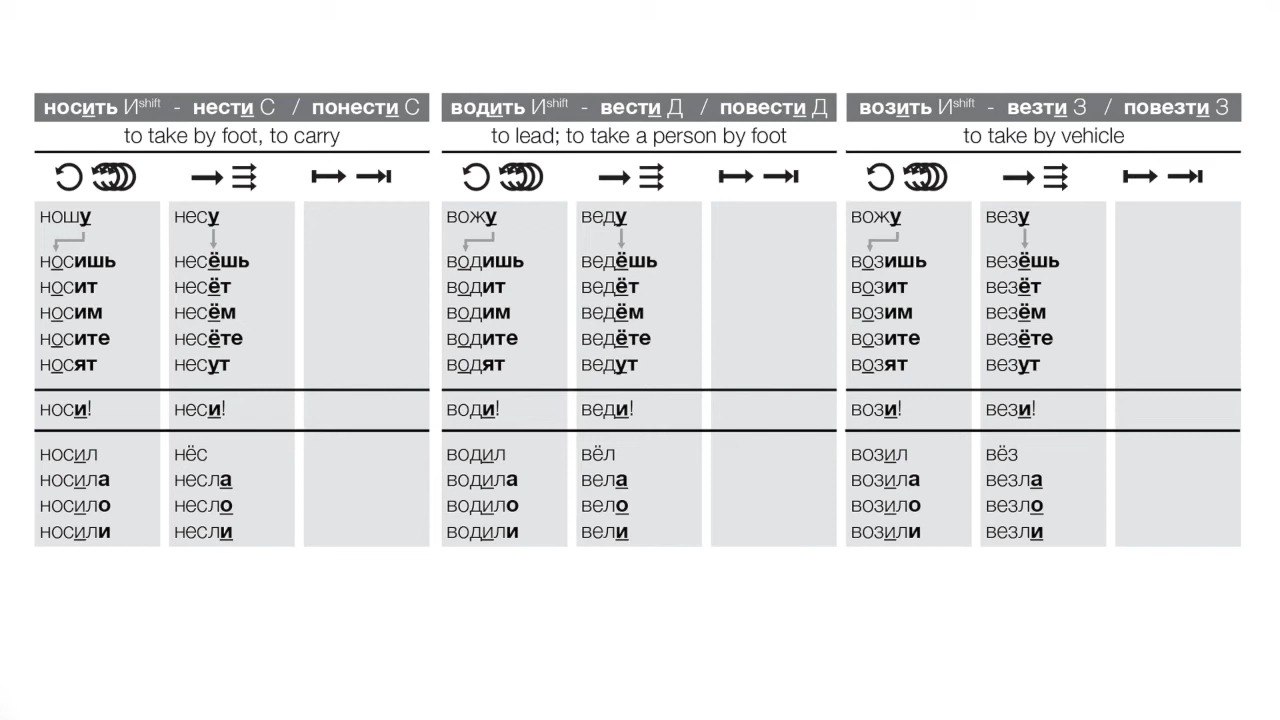 носить Иshift - нести С / понести С
to take by foot, to carry
ношу несу
носишь несёшь
носит несёт
носим несём
носите несёте
носят несут
носи! неси!
носил нёс
носила несла
носило несло
носили несли
водить Иshift - вести Д / повести Д
to lead; to take a person by foot
вожу веду
водишь ведёшь
водит ведёт
водим ведём
водите ведёте
водят ведут
води! веди!
водил вёл
водила вела
водило вело
водили вели
возить Иshift - везти З / повезти З
to take by vehicle
вожу везу
возишь везёшь
возит везёт
возим везём
возите везёте
возят везут
вози! вези!
возил вёз
возила везла
возило везло
возили везли